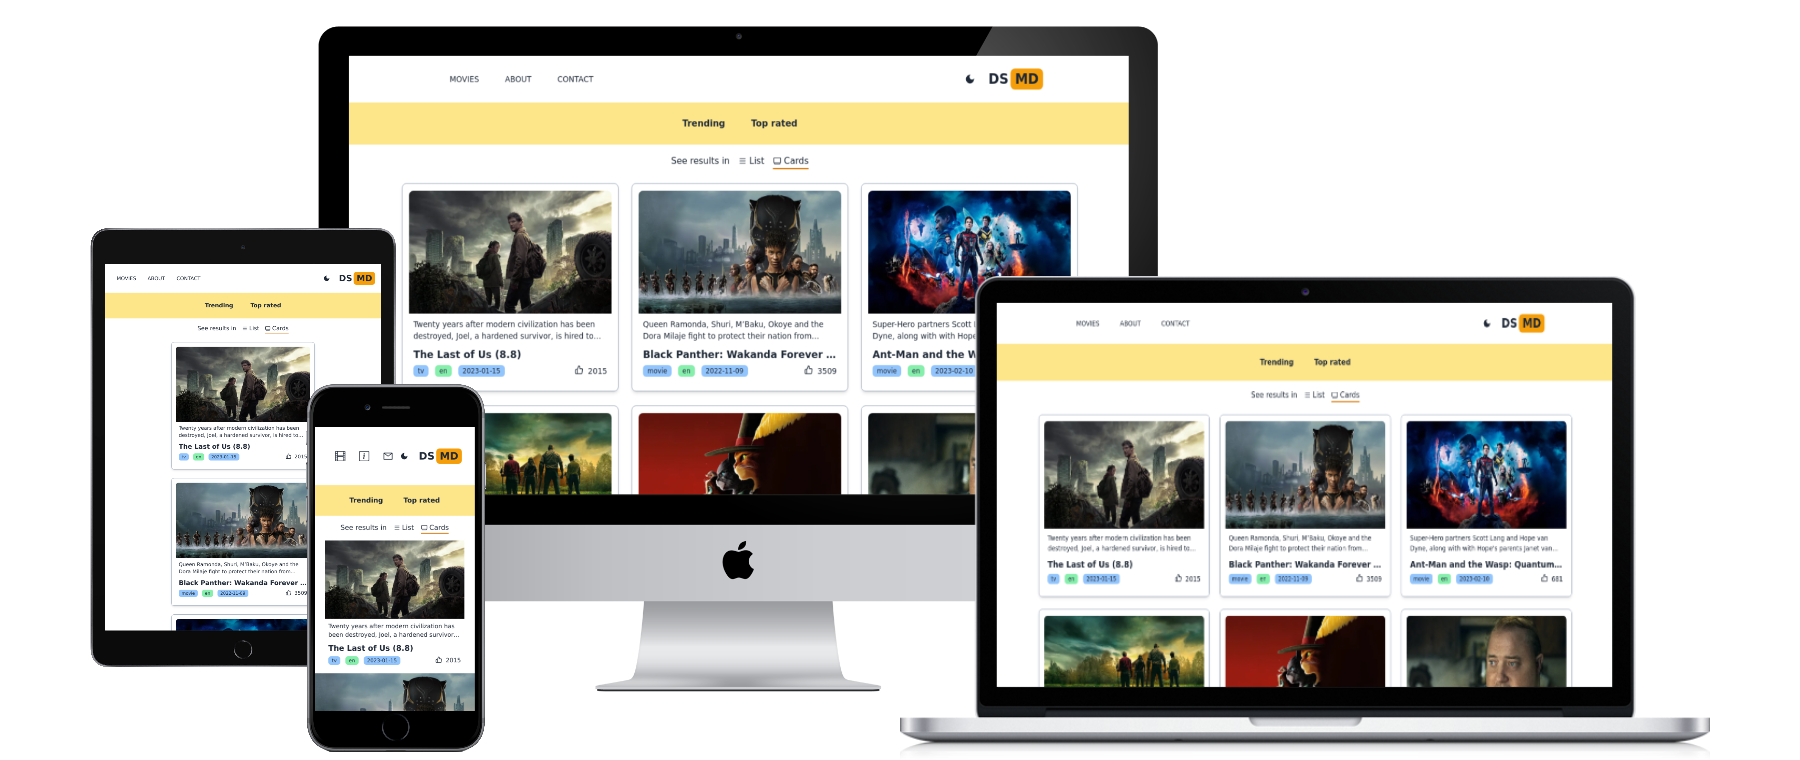 MOVIES ABOUT CONTACT DS MD
Trending Top rated
See results in List Cards
Twenty years after modern civilization has been
destroyed, Joel, a hardened survivor, is hired to...
The Last of Us (8.8)
tv en 2023-01-15 2015
Queen Ramonda, Shuri, M'Baku, Okoye and the
Dora Milaje fight to protect their nation from...
Black Panther: Wakanda Forever ...
movie en 2022-11-09 3509
Super-Hero partners Scott L
Dyne, along with with Hope
Ant-Man and the W
movie en 2023-02-10
MOVIES ABOUT CONTACT DS MD
Trending Top rated
See results in List Cards
Twenty years after modern civilization has been
destroyed, Joel, a hardened survivor, is hired to...
The Last of Us (8.8)
tv en 2023-01-15 2015
Queen Ramonda, Shuri, M'Baku, Okoye and the
Dora Milaje fight to protect their nation from...
Black Panther: Wakanda Forever ...
movie en 2022-11-09 3509
DS MD
Trending Top rated
See results in List Cards
Twenty years after modern civilization has
been destroyed, Joel, a hardened survivor...
The Last of Us (8.8)
tv en 2023-01-15 2015
MOVIES ABOUT CONTACT DS MD
Trending Top rated
See results in List Cards
Twenty years after modern civilization has been
destroyed, Joel, a hardened survivor, is hired to...
The Last of Us (8.8)
tv en 2023-01-15 2015
Queen Ramonda, Shuri, M'Baku, Okoye and the
Dora Milaje fight to protect their nation from...
Black Panther: Wakanda Forever ...
movie en 2022-11-09 3509
Super-Hero partners Scott Lang and Hope van
Dyne, along with with Hope's parents Janet van...
Ant-Man and the Wasp: Quantum...
movie en 2023-02-10 681